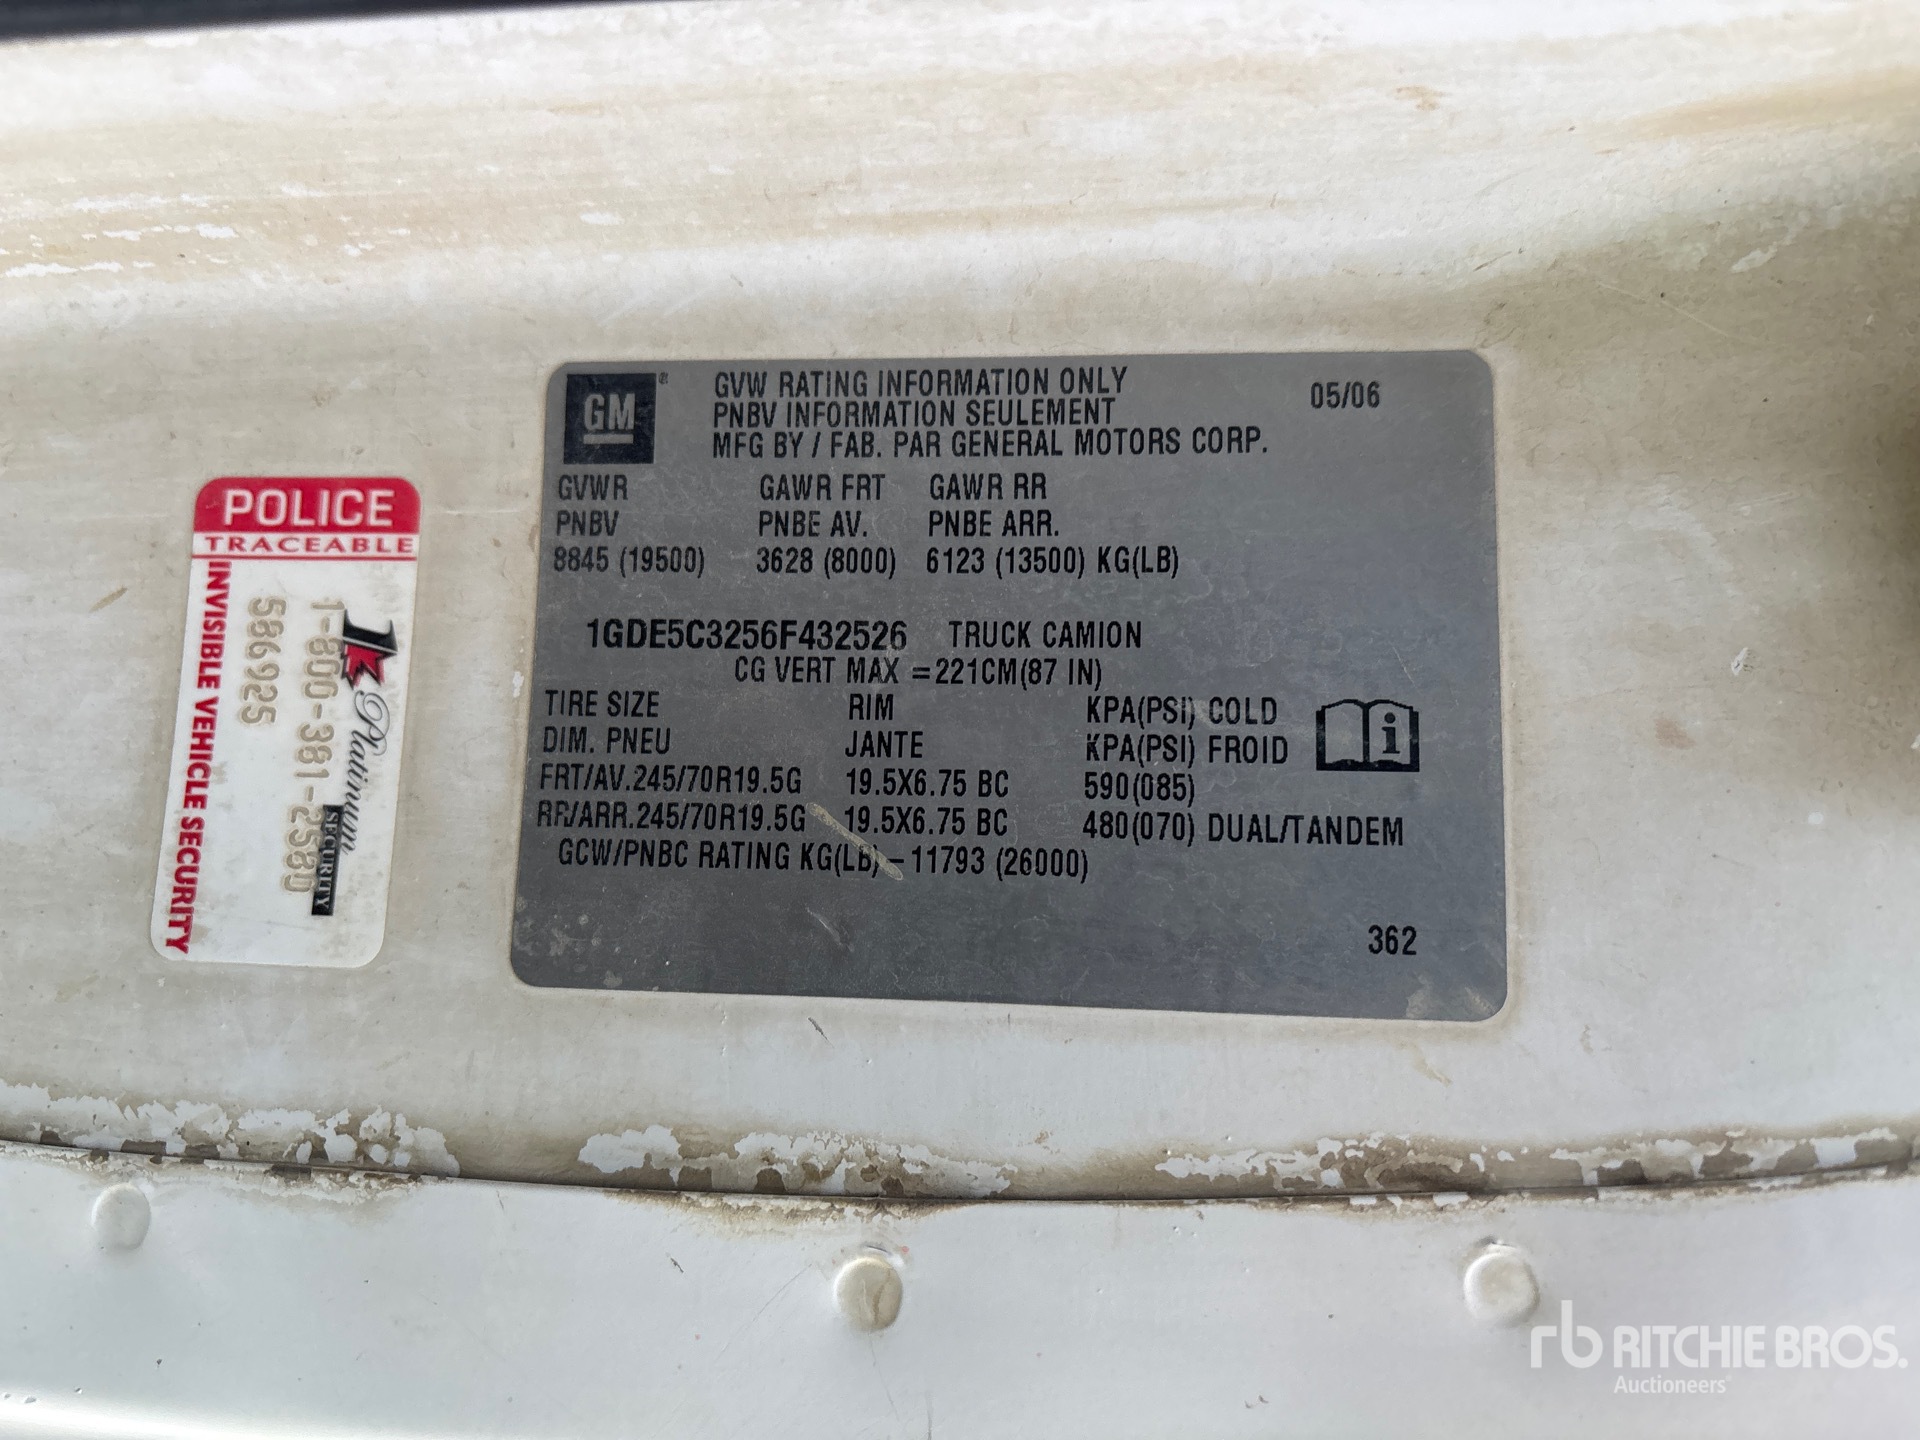 POLICE
TRACEABLE
INVISIBLE VEHICLE SECURITY
586925
1-800-381-2580
1K Platinum
SECURITY
GM®
GVW RATING INFORMATION ONLY
05/06
PNBV INFORMATION SEULEMENT
MFG BY / FAB. PAR GENERAL MOTORS CORP.
GVWR GAWR FRT GAWR RR
PNBV PNBE AV. PNBE ARR.
8845 (19500) 3628 (8000) 6123 (13500) KG(LB)
1GDE5C3256F432526 TRUCK CAMION
CG VERT MAX =221CM(87 IN)
TIRE SIZE RIM KPA(PSI) COLD
DIM. PNEU JANTE KPA(PSI) FROID
FRT/AV.245/70R19.5G 19.5X6.75 BC 590(085)
RR/ARR.245/70R19.5G 19.5X6.75 BC 480(070) DUAL/TANDEM
GCW/PNBC RATING KG(LB)-11793 (26000)
362
rb RITCHIE BROS.
Auctioneers